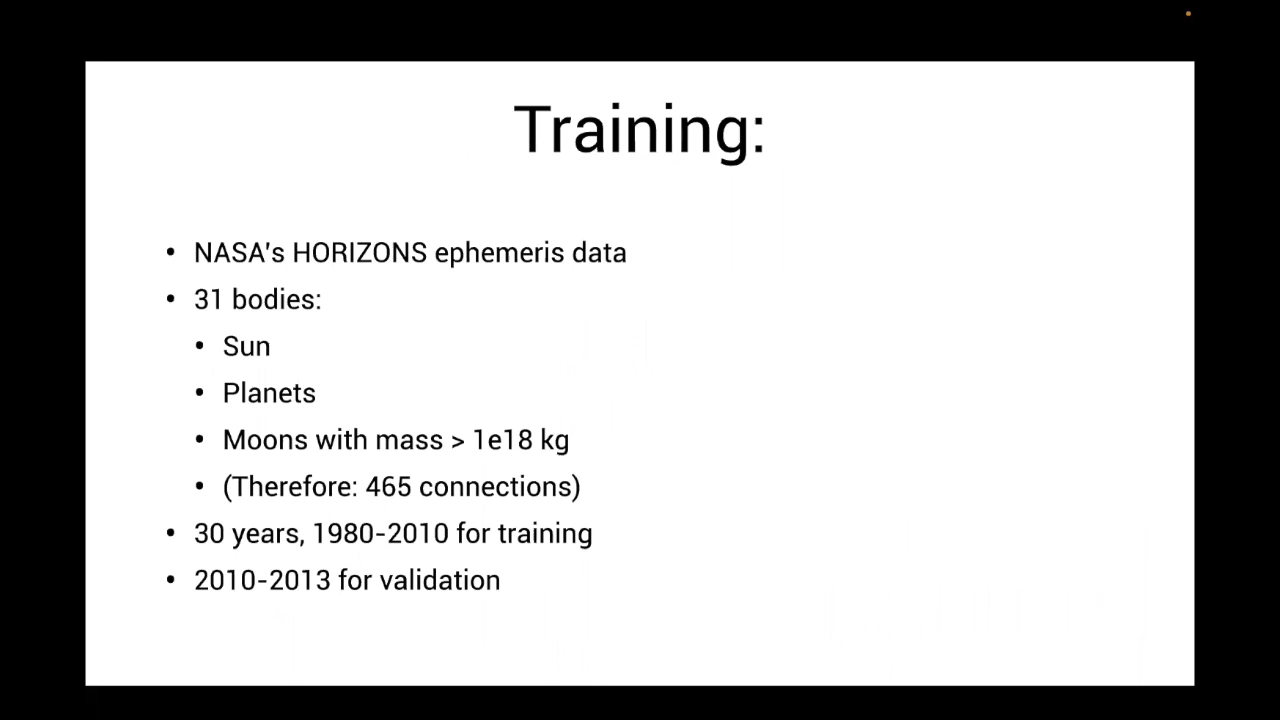 Training:
• NASA's HORIZONS ephemeris data
• 31 bodies:
• Sun
• Planets
• Moons with mass > 1e18 kg
• (Therefore: 465 connections)
• 30 years, 1980-2010 for training
• 2010-2013 for validation